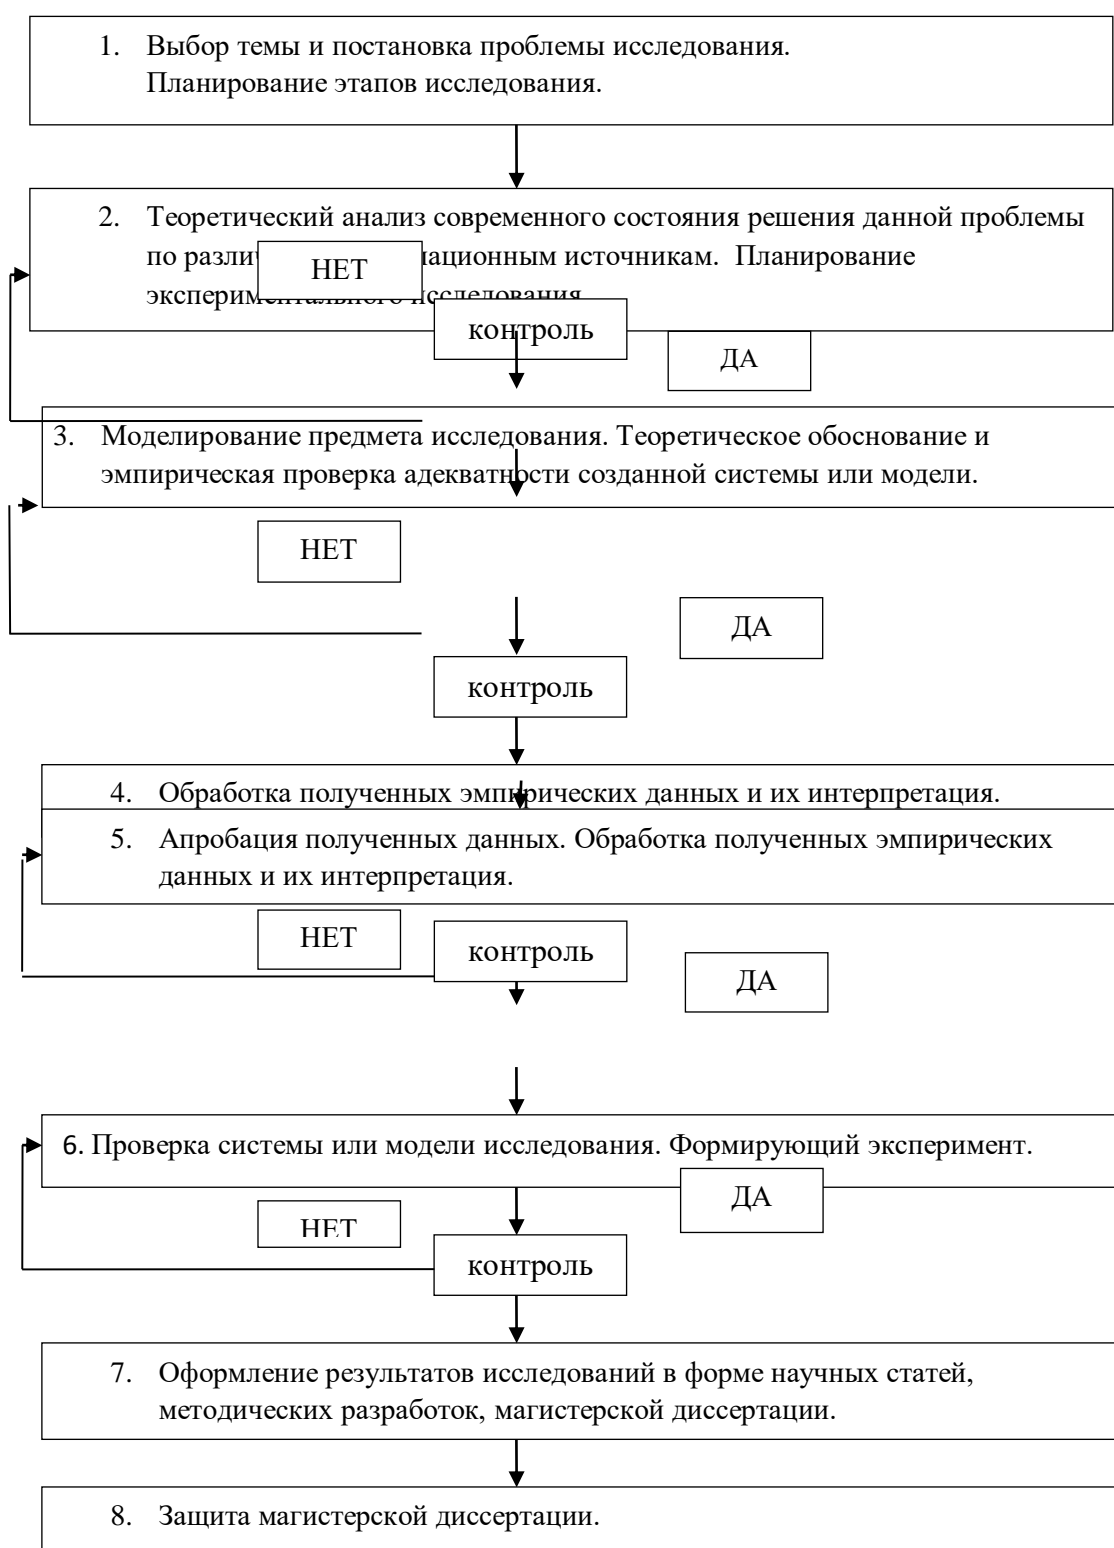 1. Выбор темы и постановка проблемы исследования.
Планирование этапов исследования.
2. Теоретический анализ современного состояния решения данной проблемы
по ационным источникам. Планирование
НЕТ
контроль
ДА
3. Моделирование предмета исследования. Теоретическое обоснование и
эмпирическая проверка адекватности созданной системы или модели.
НЕТ
ДА
контроль
4. Обработка полученных эмпирических данных и их интерпретация.
5. Апробация полученных данных. Обработка полученных эмпирических
данных и их интерпретация.
НЕТ
контроль
ДА
6. Проверка системы или модели исследования. Формирующий эксперимент.
ДА
НЕТ
контроль
7. Оформление результатов исследований в форме научных статей,
методических разработок, магистерской диссертации.
8. Защита магистерской диссертации.